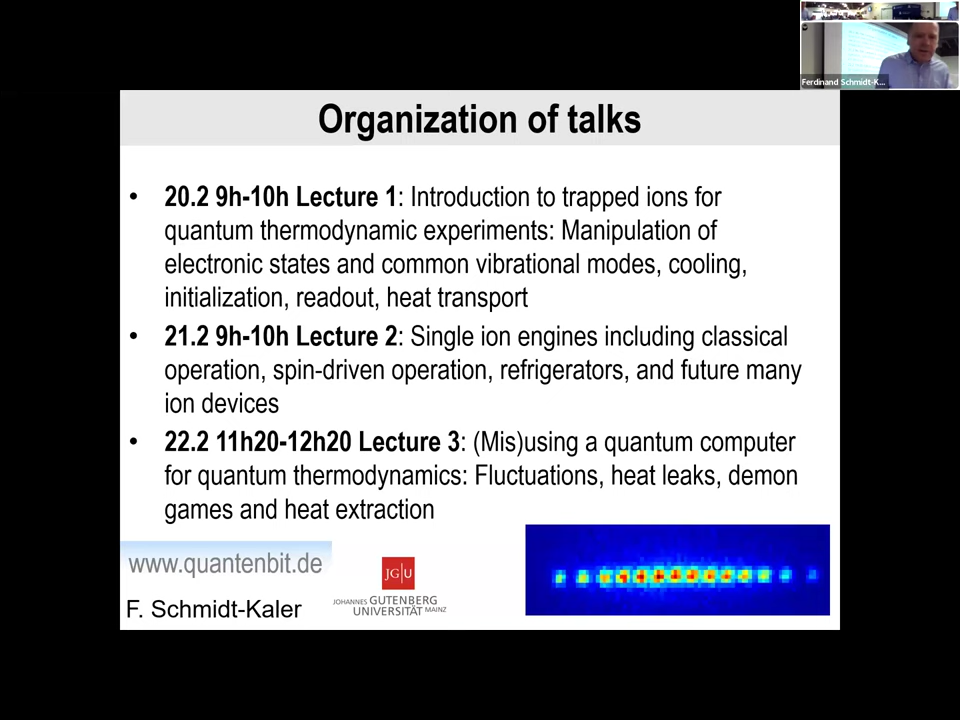 Ferdinand Schmidt-K...
Organization of talks
• 20.2 9h-10h Lecture 1: Introduction to trapped ions for
quantum thermodynamic experiments: Manipulation of
electronic states and common vibrational modes, cooling,
initialization, readout, heat transport
• 21.2 9h-10h Lecture 2: Single ion engines including classical
operation, spin-driven operation, refrigerators, and future many
ion devices
• 22.2 11h20-12h20 Lecture 3: (Mis)using a quantum computer
for quantum thermodynamics: Fluctuations, heat leaks, demon
games and heat extraction
www.quantenbit.de
F. Schmidt-Kaler
JG|U
JOHANNES GUTENBERG
UNIVERSITÄT MAINZ